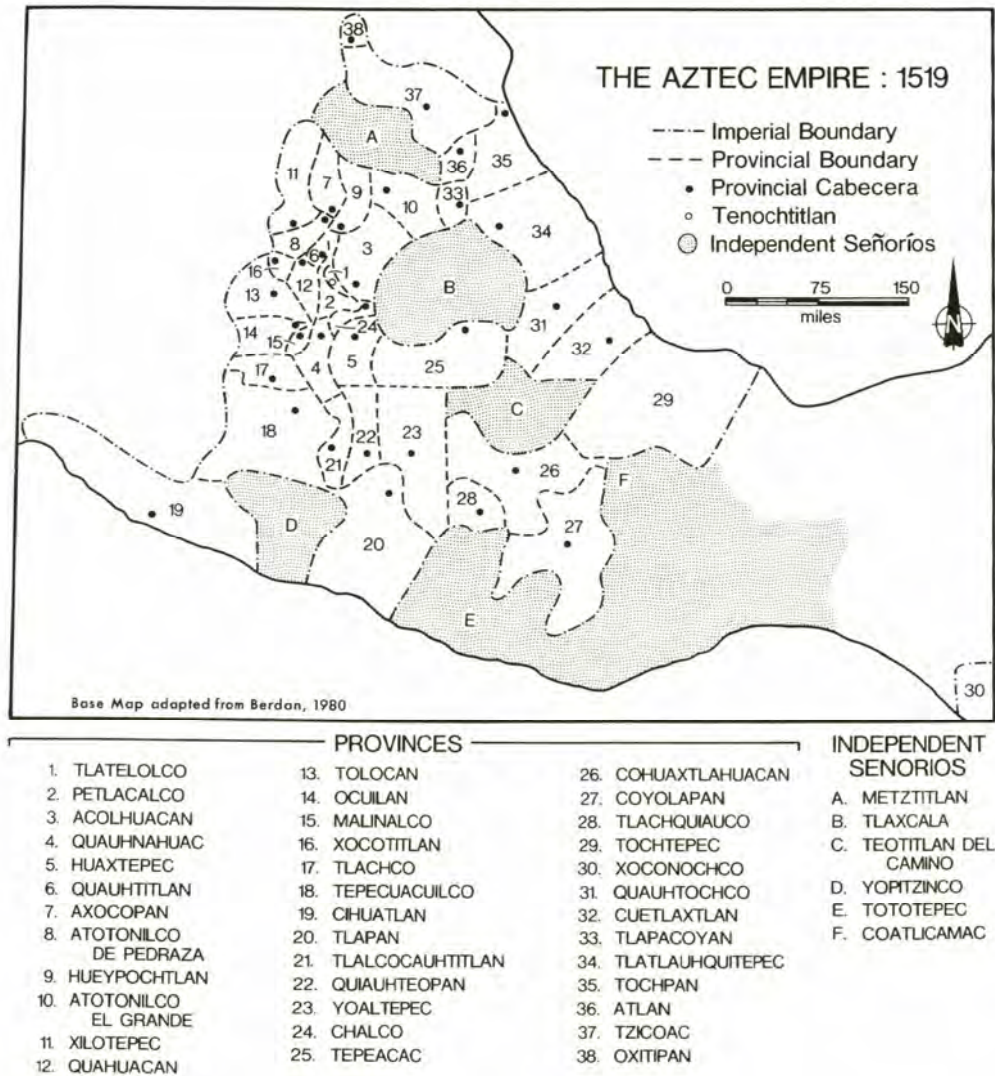 THE AZTEC EMPIRE : 1519
Imperial Boundary
Provincial Boundary
Provincial Cabecera
Tenochtitlan
Independent Señoríos
0 75 150
miles
N
38
37
A
36
35
11
7
9
10
33
34
8
6
3
16
1
B
13
12
2
31
14
24
32
15
4
5
25
17
29
C
18
22
23
21
26
F
28
19
D
27
20
E
30
Base Map adapted from Berdan, 1980
PROVINCES
1. TLATELOLCO
2. PETLACALCO
3. ACOLHUACAN
4. QUAUHNAHUAC
5. HUAXTEPEC
6. QUAUHTITLAN
7. AXOCOPAN
8. ATOTONILCO
DE PEDRAZA
9. HUEYPOCHTLAN
10. ATOTONILCO
EL GRANDE
11. XILOTEPEC
12. QUAHUACAN
13. TOLOCAN
14. OCUILAN
15. MALINALCO
16. XOCOTITLAN
17. TLACHCO
18. TEPECUACUILCO
19. CIHUATLAN
20. TLAPAN
21. TLALCOCAUHTITLAN
22. QUIAUHTEOPAN
23. YOALTEPEC
24. CHALCO
25. TEPEACAC
26. COHUAXTLAHUACAN
27. COYOLAPAN
28. TLACHQUIAUCO
29. TOCHTEPEC
30. XOCONOCHCO
31. QUAUHTOCHCO
32. CUETLAXTLAN
33. TLAPACOYAN
34. TLATLAUHQUITEPEC
35. TOCHPAN
36. ATLAN
37. TZICOAC
38. OXITIPAN
INDEPENDENT
SENORIOS
A. METZTITLAN
B. TLAXCALA
C. TEOTITLAN DEL
CAMINO
D. YOPITZINCO
E. TOTOTEPEC
F. COATLICAMAC